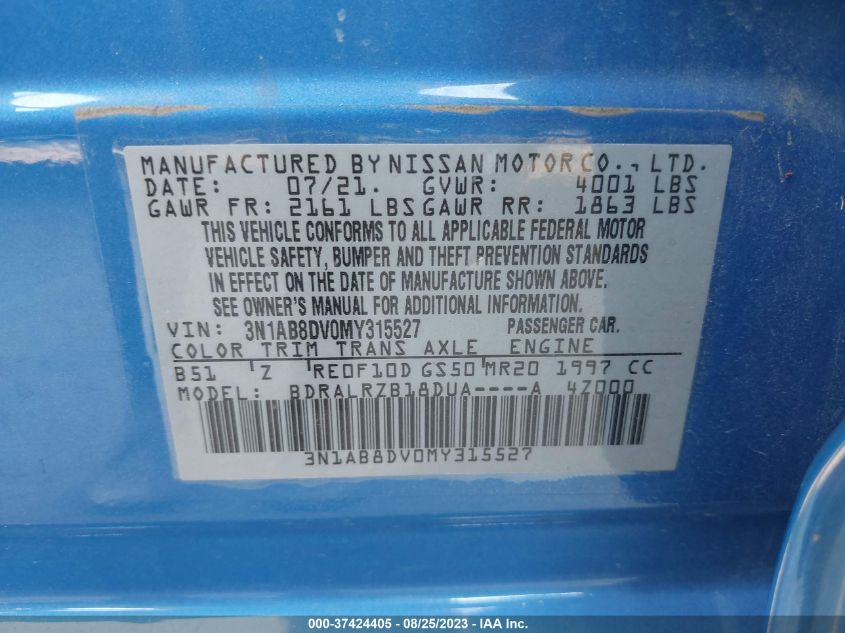 MANUFACTURED BY NISSAN MOTOR CO., LTD.
DATE: 07/21. GVWR: 4001 LBS
GAWR FR: 2161 LBS GAWR RR: 1863 LBS
THIS VEHICLE CONFORMS TO ALL APPLICABLE FEDERAL MOTOR
VEHICLE SAFETY, BUMPER AND THEFT PREVENTION STANDARDS
IN EFFECT ON THE DATE OF MANUFACTURE SHOWN ABOVE.
SEE OWNER'S MANUAL FOR ADDITIONAL INFORMATION.
VIN: 3N1AB8DV0MY315527 PASSENGER CAR.
COLOR TRIM TRANS AXLE ENGINE
B51 Z RE0F10D GS50 MR20 1997 CC
MODEL: BDRALRZB18DUA----A 4Z000
3N1AB8DV0MY315527
000-37424405 - 08/25/2023 - IAA Inc.